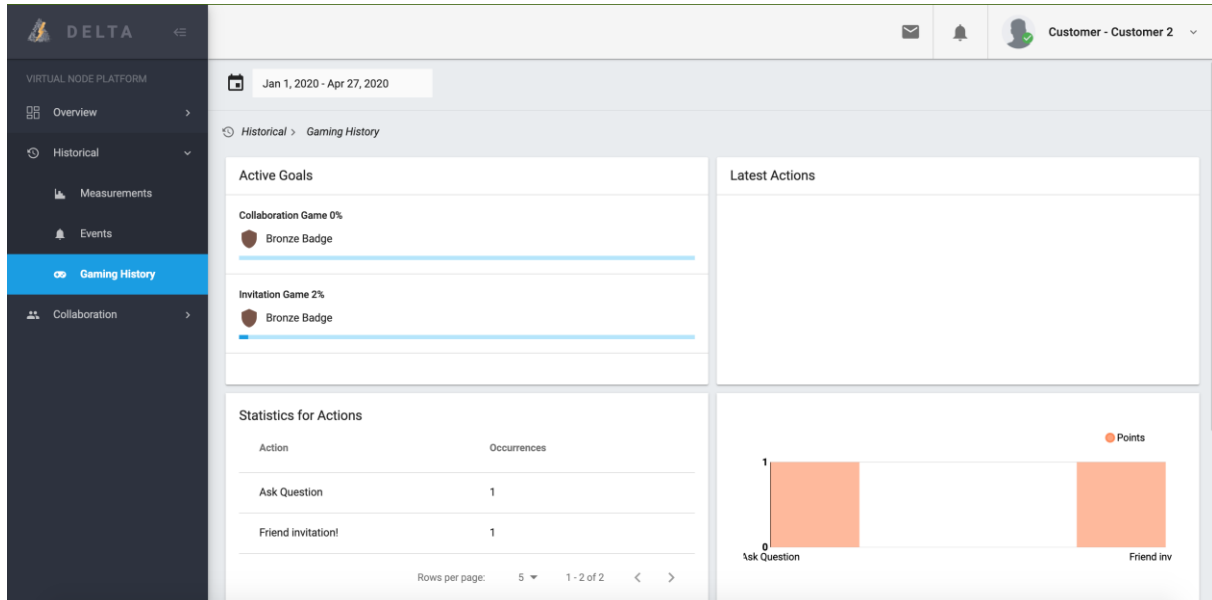 DELTA
Customer - Customer 2
VIRTUAL NODE PLATFORM
Overview
Historical
Measurements
Events
Gaming History
Collaboration
Jan 1, 2020 - Apr 27, 2020
Historical > Gaming History
Active Goals
Collaboration Game 0%
Bronze Badge
Invitation Game 2%
Bronze Badge
Latest Actions
Statistics for Actions
Action Occurrences
Ask Question 1
Friend invitation! 1
Rows per page: 5 1 - 2 of 2
Points
1
0
Ask Question Friend inv